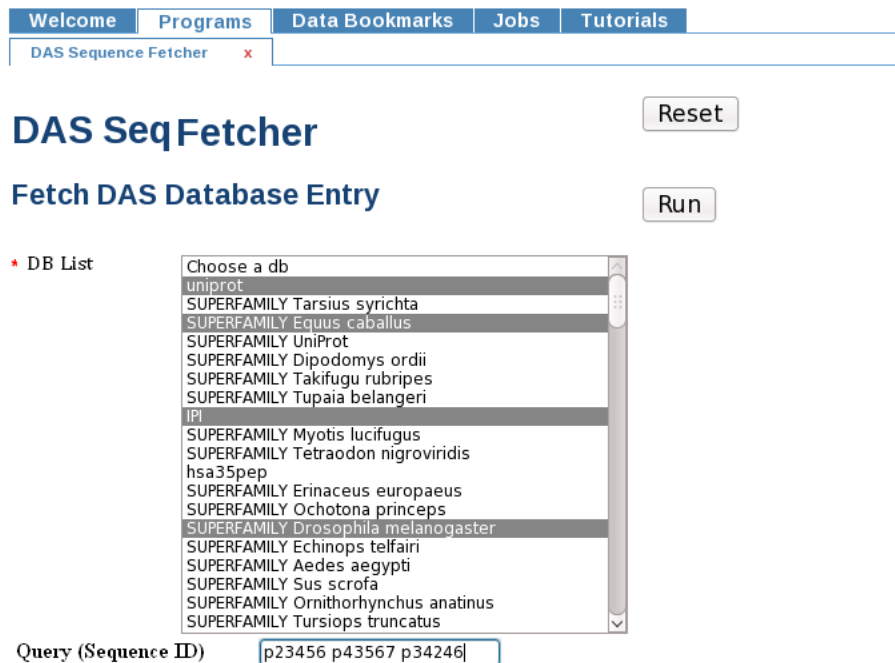 Welcome Programs Data Bookmarks Jobs Tutorials
DAS Sequence Fetcher x
DAS SeqFetcher
Reset
Fetch DAS Database Entry
Run
* DB List
Choose a db
uniprot
SUPERFAMILY Tarsius syrichta
SUPERFAMILY Equus caballus
SUPERFAMILY UniProt
SUPERFAMILY Dipodomys ordii
SUPERFAMILY Takifugu rubripes
SUPERFAMILY Tupaia belangeri
IPI
SUPERFAMILY Myotis lucifugus
SUPERFAMILY Tetraodon nigroviridis
hsa35pep
SUPERFAMILY Erinaceus europaeus
SUPERFAMILY Ochotona princeps
SUPERFAMILY Drosophila melanogaster
SUPERFAMILY Echinops telfairi
SUPERFAMILY Aedes aegypti
SUPERFAMILY Sus scrofa
SUPERFAMILY Ornithorhynchus anatinus
SUPERFAMILY Tursiops truncatus
Query (Sequence ID) p23456 p43567 p34246